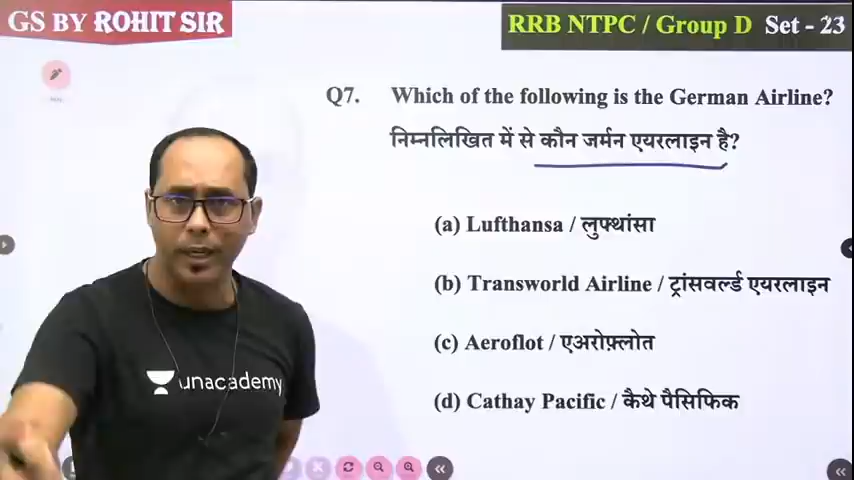 GS BY ROHIT SIR
RRB NTPC / Group D Set - 23
Q7. Which of the following is the German Airline?
निम्नलिखित में से कौन जर्मन एयरलाइन है?
(a) Lufthansa / लुफ्थांसा
(b) Transworld Airline / ट्रांसवर्ल्ड एयरलाइन
(c) Aeroflot / एअरोफ़्लोत
(d) Cathay Pacific / कैथे पैसिफिक
unacademy